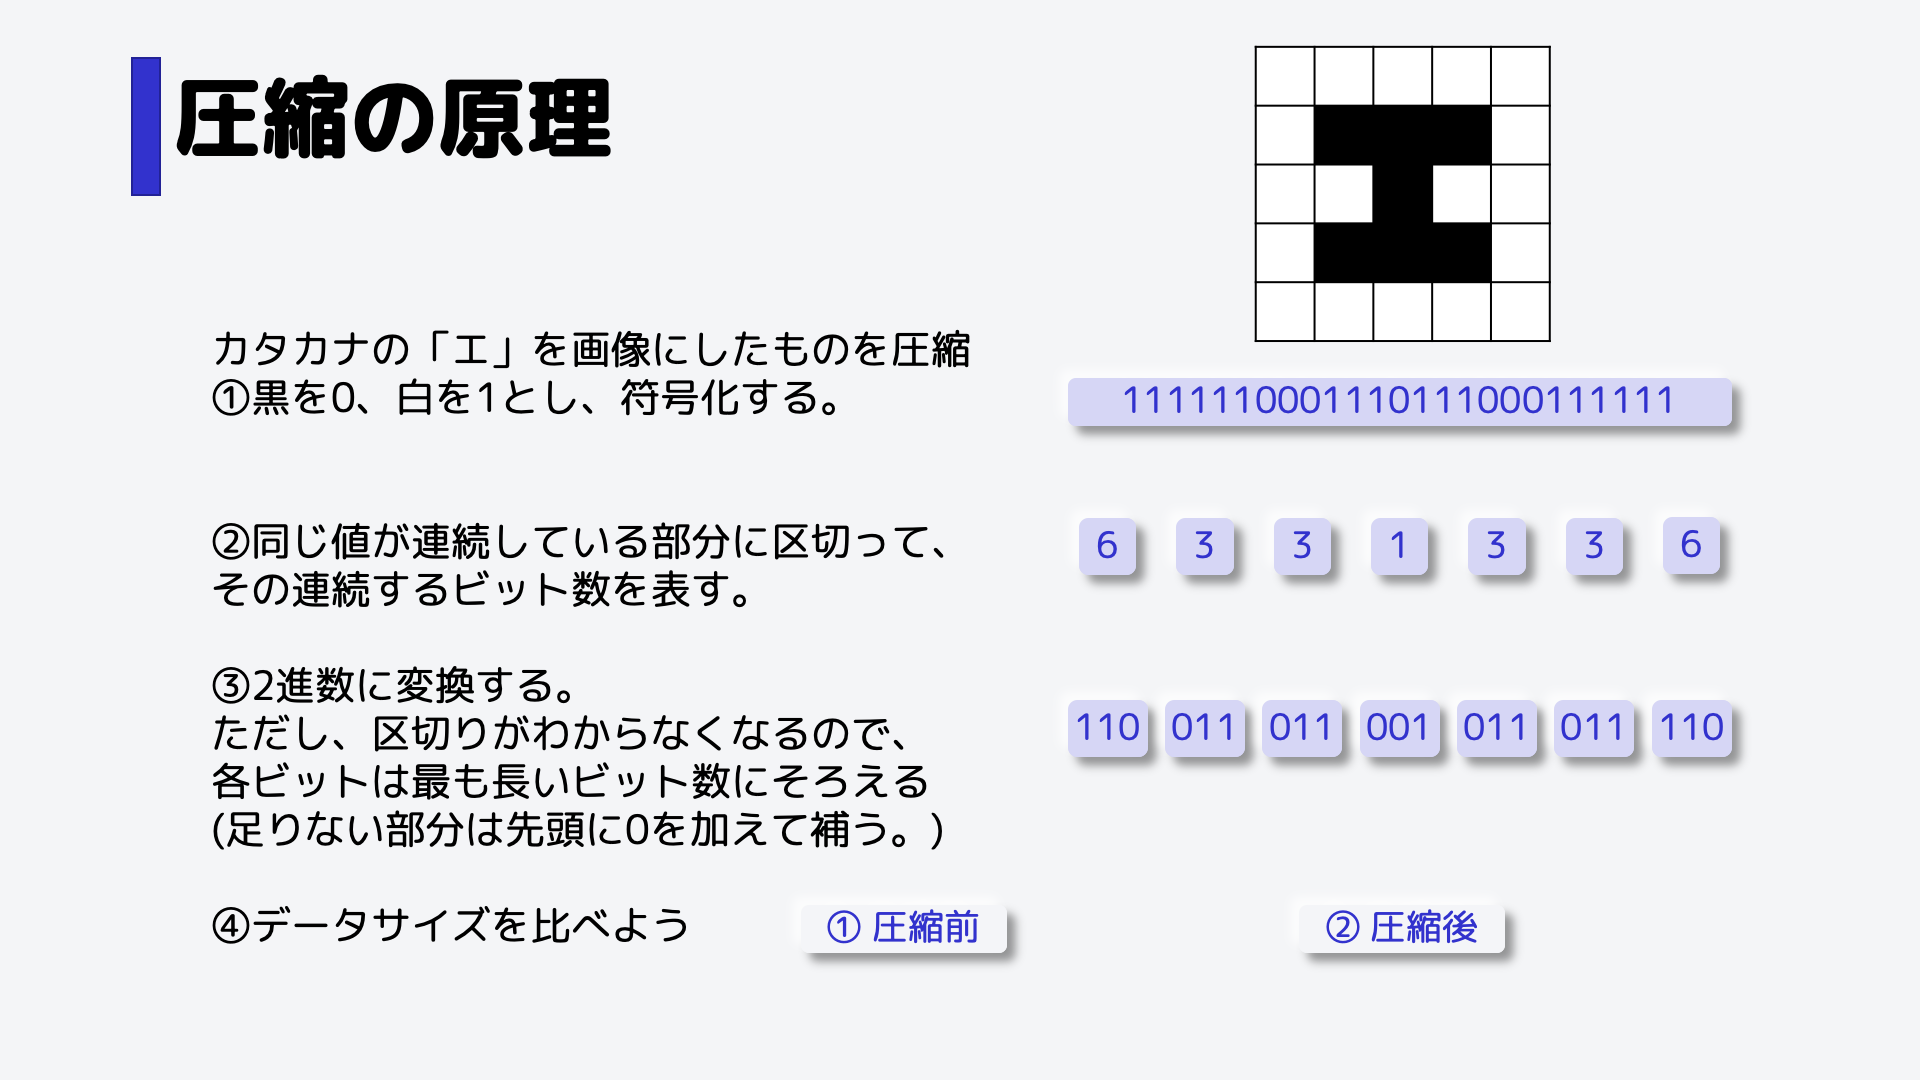 圧縮の原理
カタカナの「エ」を画像にしたものを圧縮
①黒を0、白を1とし、符号化する。
1111110001110111000111111
②同じ値が連続している部分に区切って、
その連続するビット数を表す。
6 3 3 1 3 3 6
③2進数に変換する。
ただし、区切りがわからなくなるので、
各ビットは最も長いビット数にそろえる
(足りない部分は先頭に0を加えて補う。)
110 011 011 001 011 011 110
④データサイズを比べよう
① 圧縮前
② 圧縮後